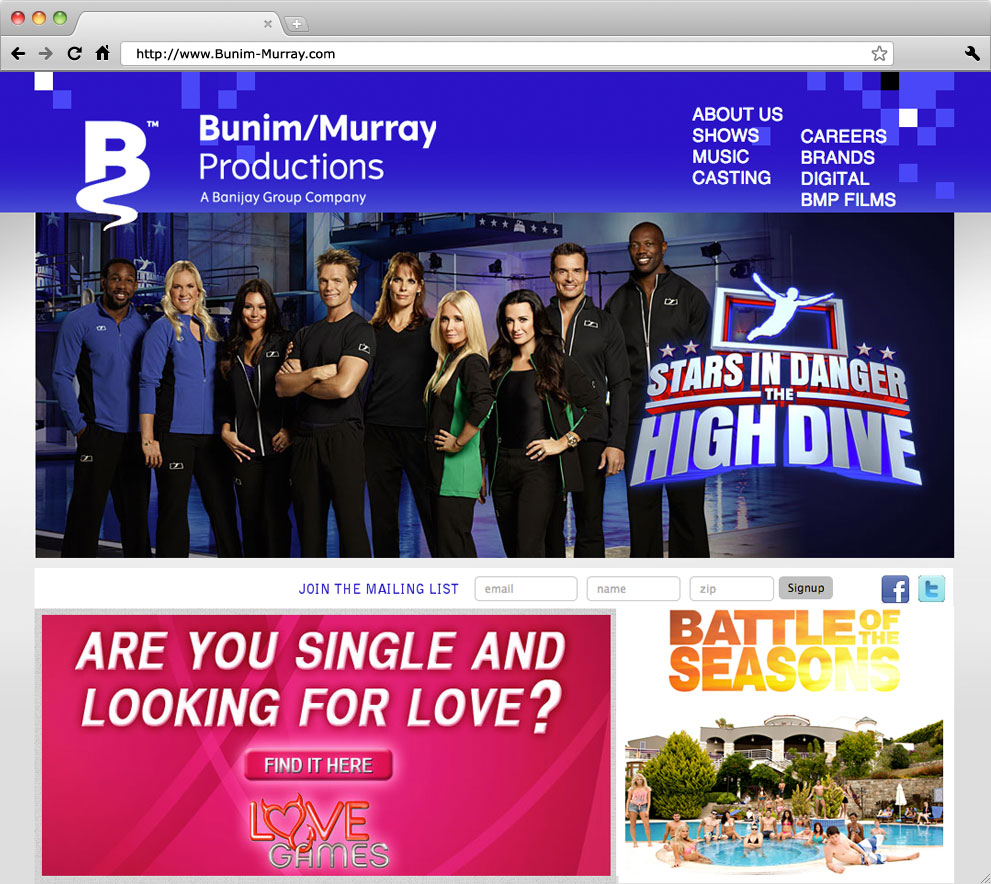 http://www.Bunim-Murray.com
B™
Bunim/Murray
Productions
A Banijay Group Company
ABOUT US
SHOWS
MUSIC
CASTING
CAREERS
BRANDS
DIGITAL
BMP FILMS
STARS IN DANGER
THE
HIGH DIVE
JOIN THE MAILING LIST email name zip Signup
ARE YOU SINGLE AND
LOOKING FOR LOVE?
FIND IT HERE
LOVE
GAMES
BATTLE OF THE
SEASONS